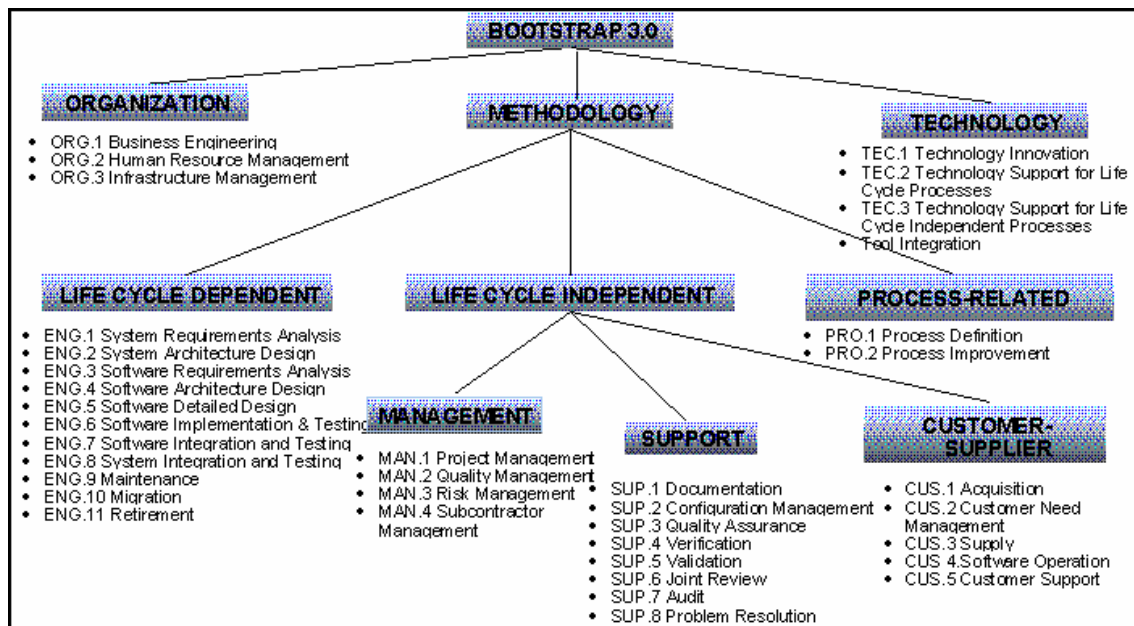 BOOTSTRAP 3.0
ORGANIZATION
• ORG.1 Business Engineering
• ORG.2 Human Resource Management
• ORG.3 Infrastructure Management
METHODOLOGY
TECHNOLOGY
• TEC.1 Technology Innovation
• TEC.2 Technology Support for Life
Cycle Processes
• TEC.3 Technology Support for Life
Cycle Independent Processes
• Tool Integration
LIFE CYCLE DEPENDENT
• ENG.1 System Requirements Analysis
• ENG.2 System Architecture Design
• ENG.3 Software Requirements Analysis
• ENG.4 Software Architecture Design
• ENG.5 Software Detailed Design
• ENG.6 Software Implementation & Testing
• ENG.7 Software Integration and Testing
• ENG.8 System Integration and Testing
• ENG.9 Maintenance
• ENG.10 Migration
• ENG.11 Retirement
LIFE CYCLE INDEPENDENT
PROCESS-RELATED
• PRO.1 Process Definition
• PRO.2 Process Improvement
MANAGEMENT
• MAN.1 Project Management
• MAN.2 Quality Management
• MAN.3 Risk Management
• MAN.4 Subcontractor
Management
SUPPORT
• SUP.1 Documentation
• SUP.2 Configuration Management
• SUP.3 Quality Assurance
• SUP.4 Verification
• SUP.5 Validation
• SUP.6 Joint Review
• SUP.7 Audit
• SUP.8 Problem Resolution
CUSTOMER-
SUPPLIER
• CUS.1 Acquisition
• CUS.2 Customer Need
Management
• CUS.3 Supply
• CUS 4.Software Operation
• CUS.5 Customer Support